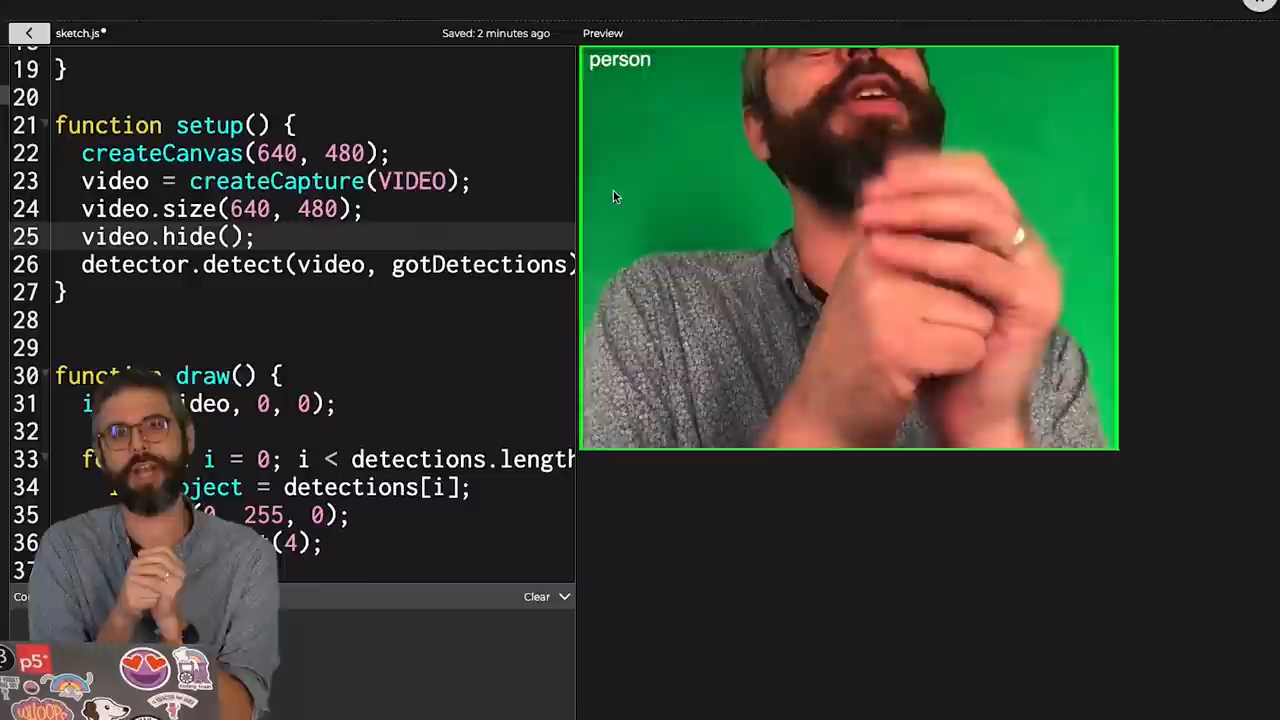 sketch.js•
Saved: 2 minutes ago
Preview
19 }
20
21 function setup() {
22 createCanvas(640, 480);
23 video = createCapture(VIDEO);
24 video.size(640, 480);
25 video.hide();
26 detector.detect(video, gotDetections)
27 }
28
29
30 draw() {
31 0, 0);
32
33 i = 0; i < detections.length
34 = detections[i];
35 255, 0);
36 (4);
37
Clear
person
p5*